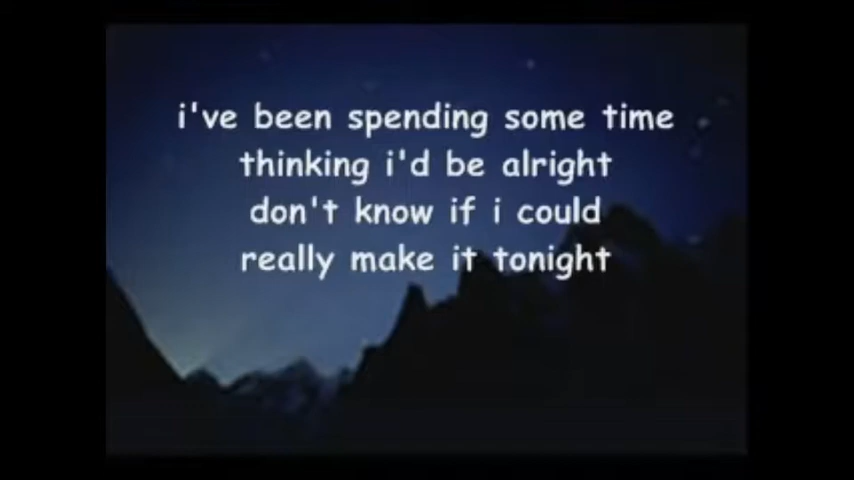 i've been spending some time
thinking i'd be alright
don't know if i could
really make it tonight